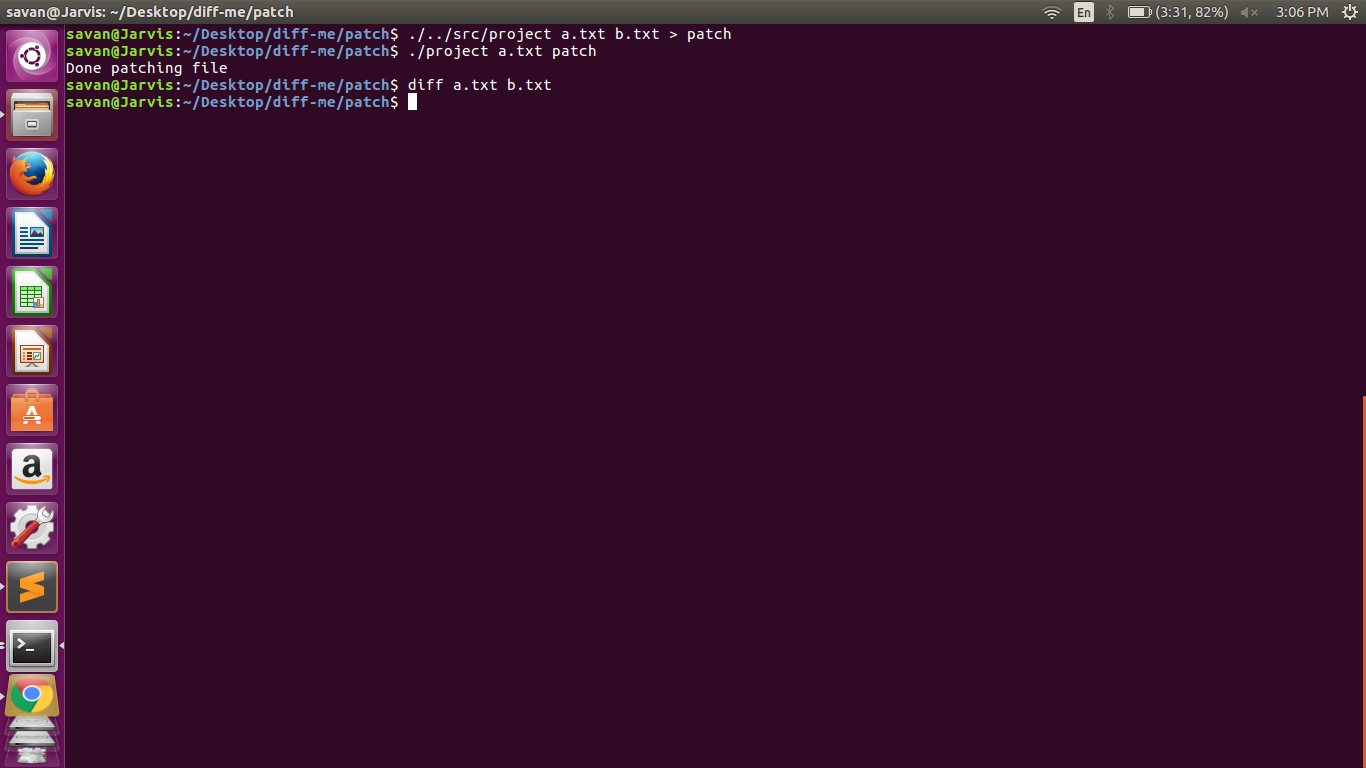 savan@Jarvis: ~/Desktop/diff-me/patch
En
(3:31, 82%)
3:06 PM
savan@Jarvis:~/Desktop/diff-me/patch$ ./../src/project a.txt b.txt > patch
savan@Jarvis:~/Desktop/diff-me/patch$ ./project a.txt patch
Done patching file
savan@Jarvis:~/Desktop/diff-me/patch$ diff a.txt b.txt
savan@Jarvis:~/Desktop/diff-me/patch$
A
a
>_